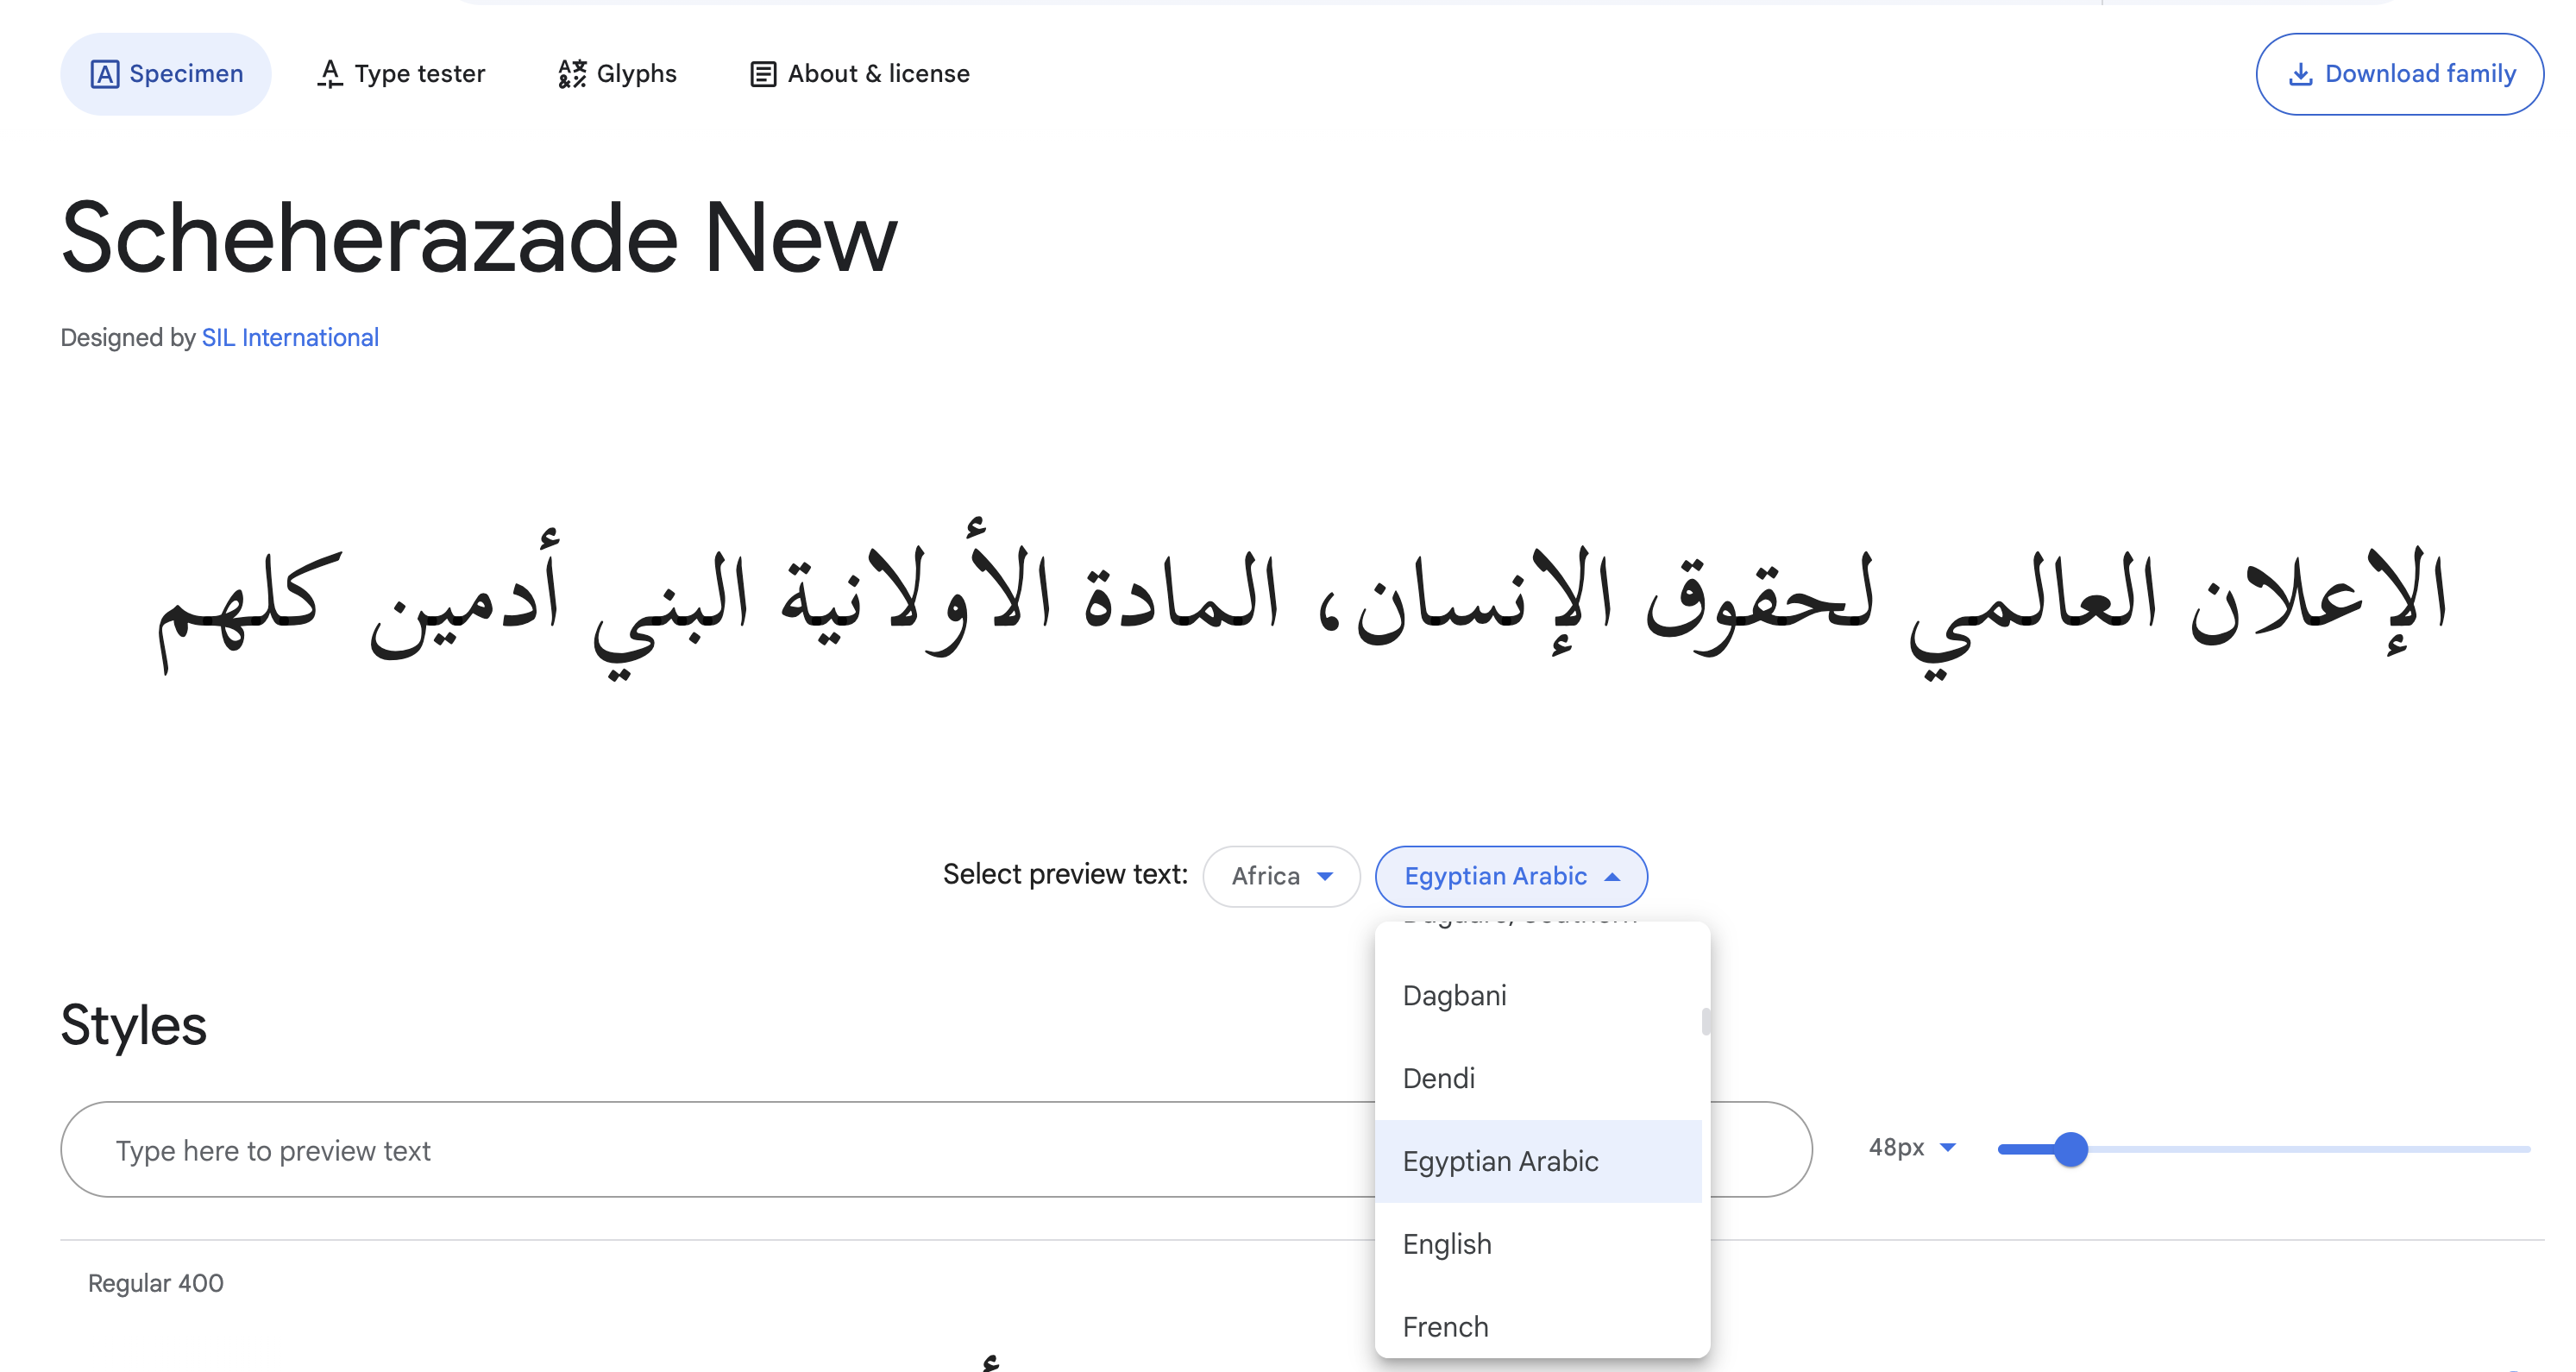 Specimen
Type tester
Glyphs
About & license
Download family
Scheherazade New
Designed by SIL International
الإعلان العالمي لحقوق الإنسان، المادة الأولانية البني أدمين كلهم
Select preview text: Africa Egyptian Arabic
Dagbani
Dendi
Egyptian Arabic
English
French
Styles
Type here to preview text
48px
Regular 400